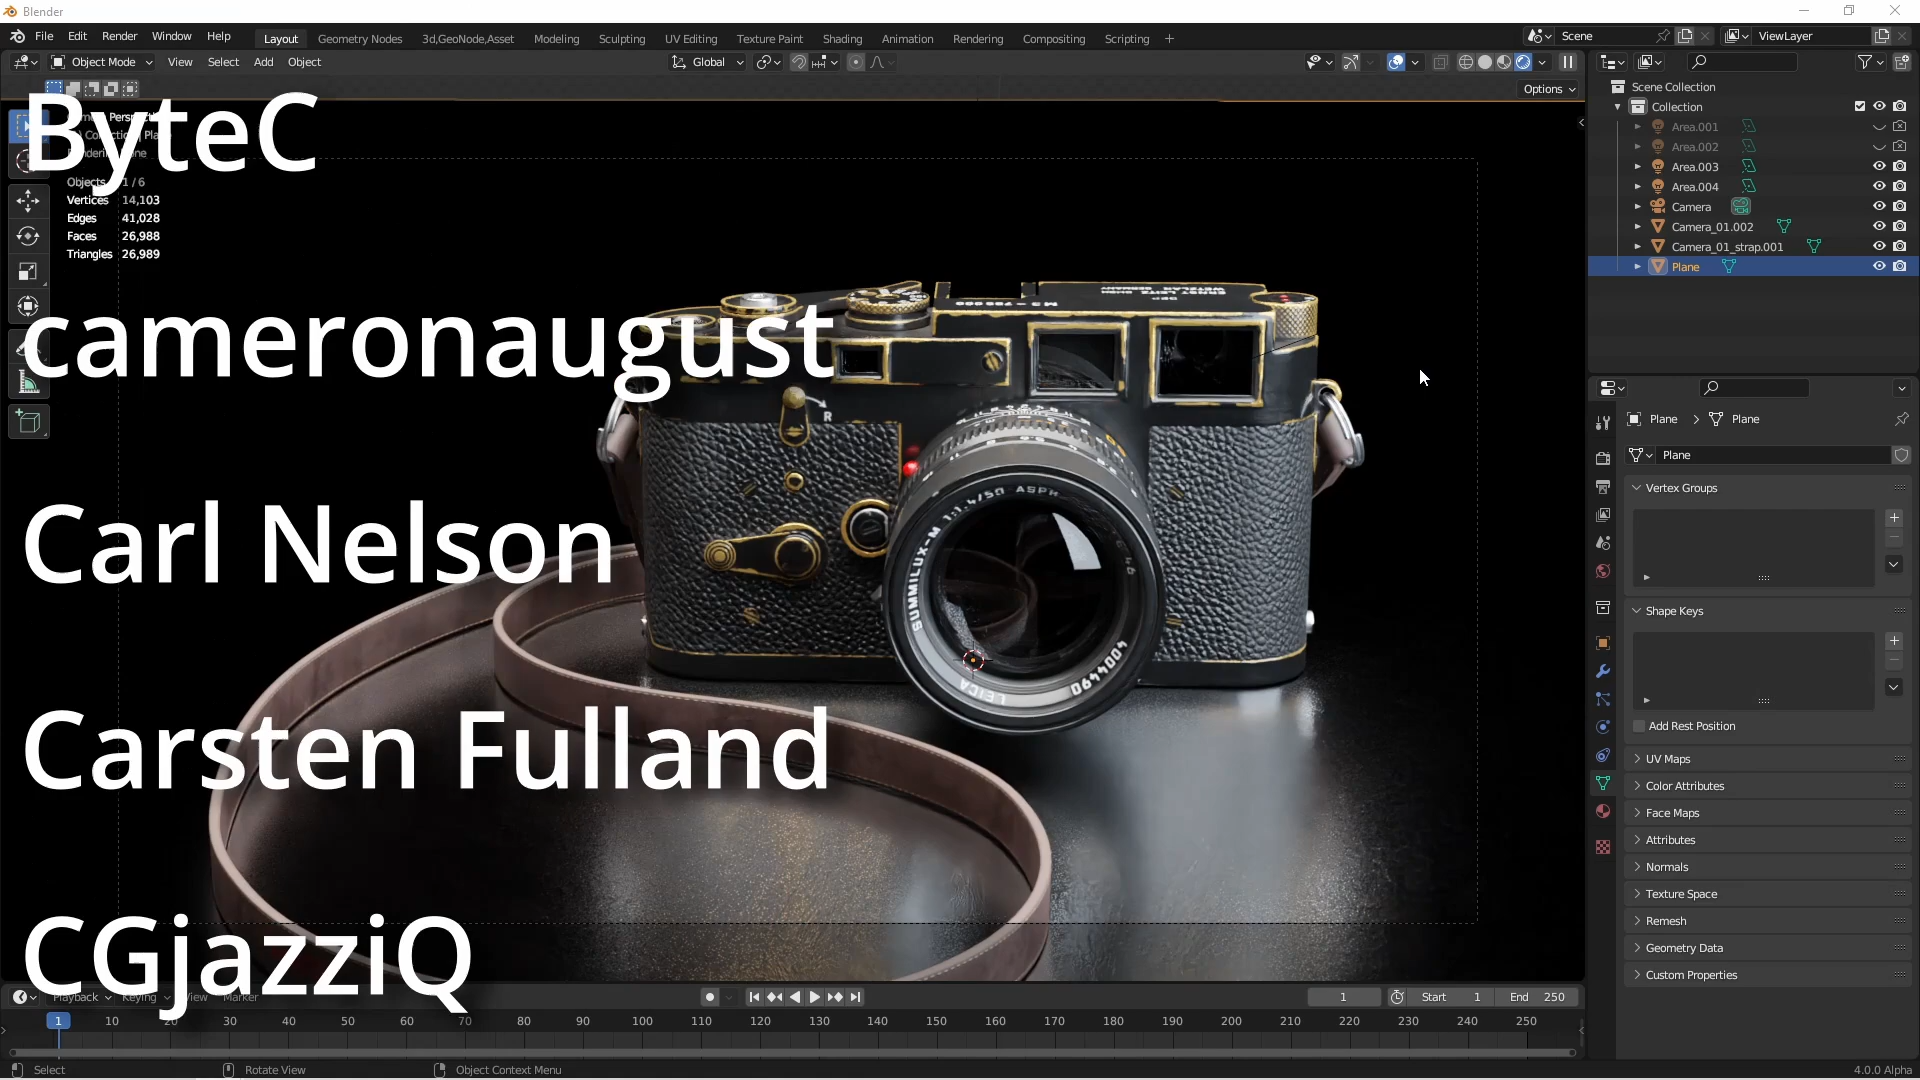 Blender
File Edit Render Window Help
Layout Geometry Nodes 3d,GeoNode,Asset Modeling Sculpting UV Editing Texture Paint Shading Animation Rendering Compositing Scripting +
Scene
ViewLayer
Object Mode View Select Add Object
Global
Options
ByteC
Objects 1 / 6
Vertices 14,103
Edges 41,028
Faces 26,988
Triangles 26,989
cameronaugust
Carl Nelson
Carsten Fulland
CGjazziQ
R
SUMMILUX-M 1:1.4/50 ASPH
LEICA
0644004
Scene Collection
Collection
Area.001
Area.002
Area.003
Area.004
Camera
Camera_01.002
Camera_01_strap.001
Plane
Plane > Plane
Plane
Vertex Groups
Shape Keys
Add Rest Position
UV Maps
Color Attributes
Face Maps
Attributes
Normals
Texture Space
Remesh
Geometry Data
Custom Properties
Playback Keying View Marker
1 Start 1 End 250
1 10 20 30 40 50 60 70 80 90 100 110 120 130 140 150 160 170 180 190 200 210 220 230 240 250
Select Rotate View Object Context Menu
4.0.0 Alpha